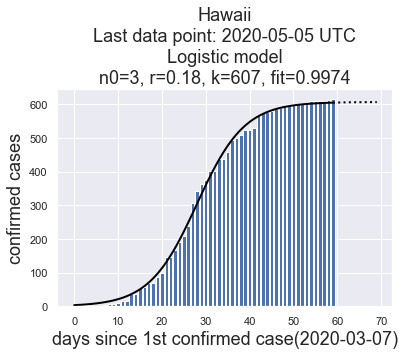 Hawaii
Last data point: 2020-05-05 UTC
Logistic model
n0=3, r=0.18, k=607, fit=0.9974
confirmed cases
600
500
400
300
200
100
0
0 10 20 30 40 50 60 70
days since 1st confirmed case(2020-03-07)